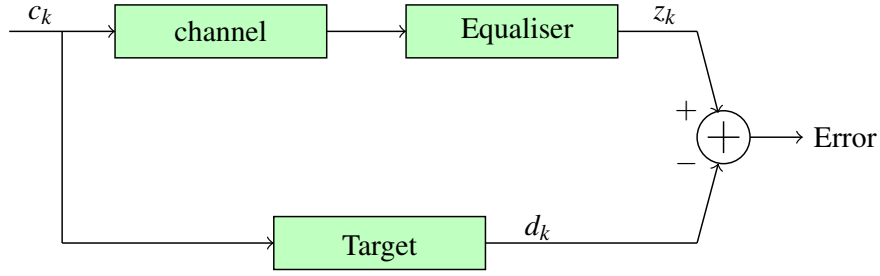 c_k channel Equaliser z_k
+
Error
−
Target d_k